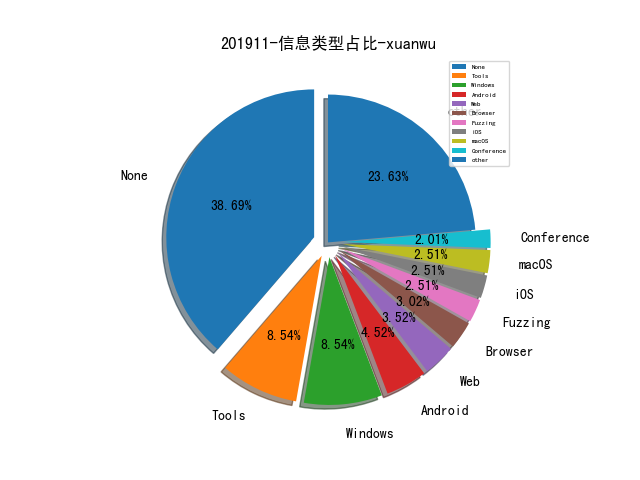 201911-信息类型占比-xuanwu
None
Tools
Windows
Android
Web
Browser
Fuzzing
iOS
macOS
Conference
other
other
None
38.69%
23.63%
2.01%
Conference
2.51%
macOS
2.51%
iOS
2.51%
Fuzzing
3.02%
Browser
3.52%
Web
4.52%
Android
8.54%
Windows
8.54%
Tools